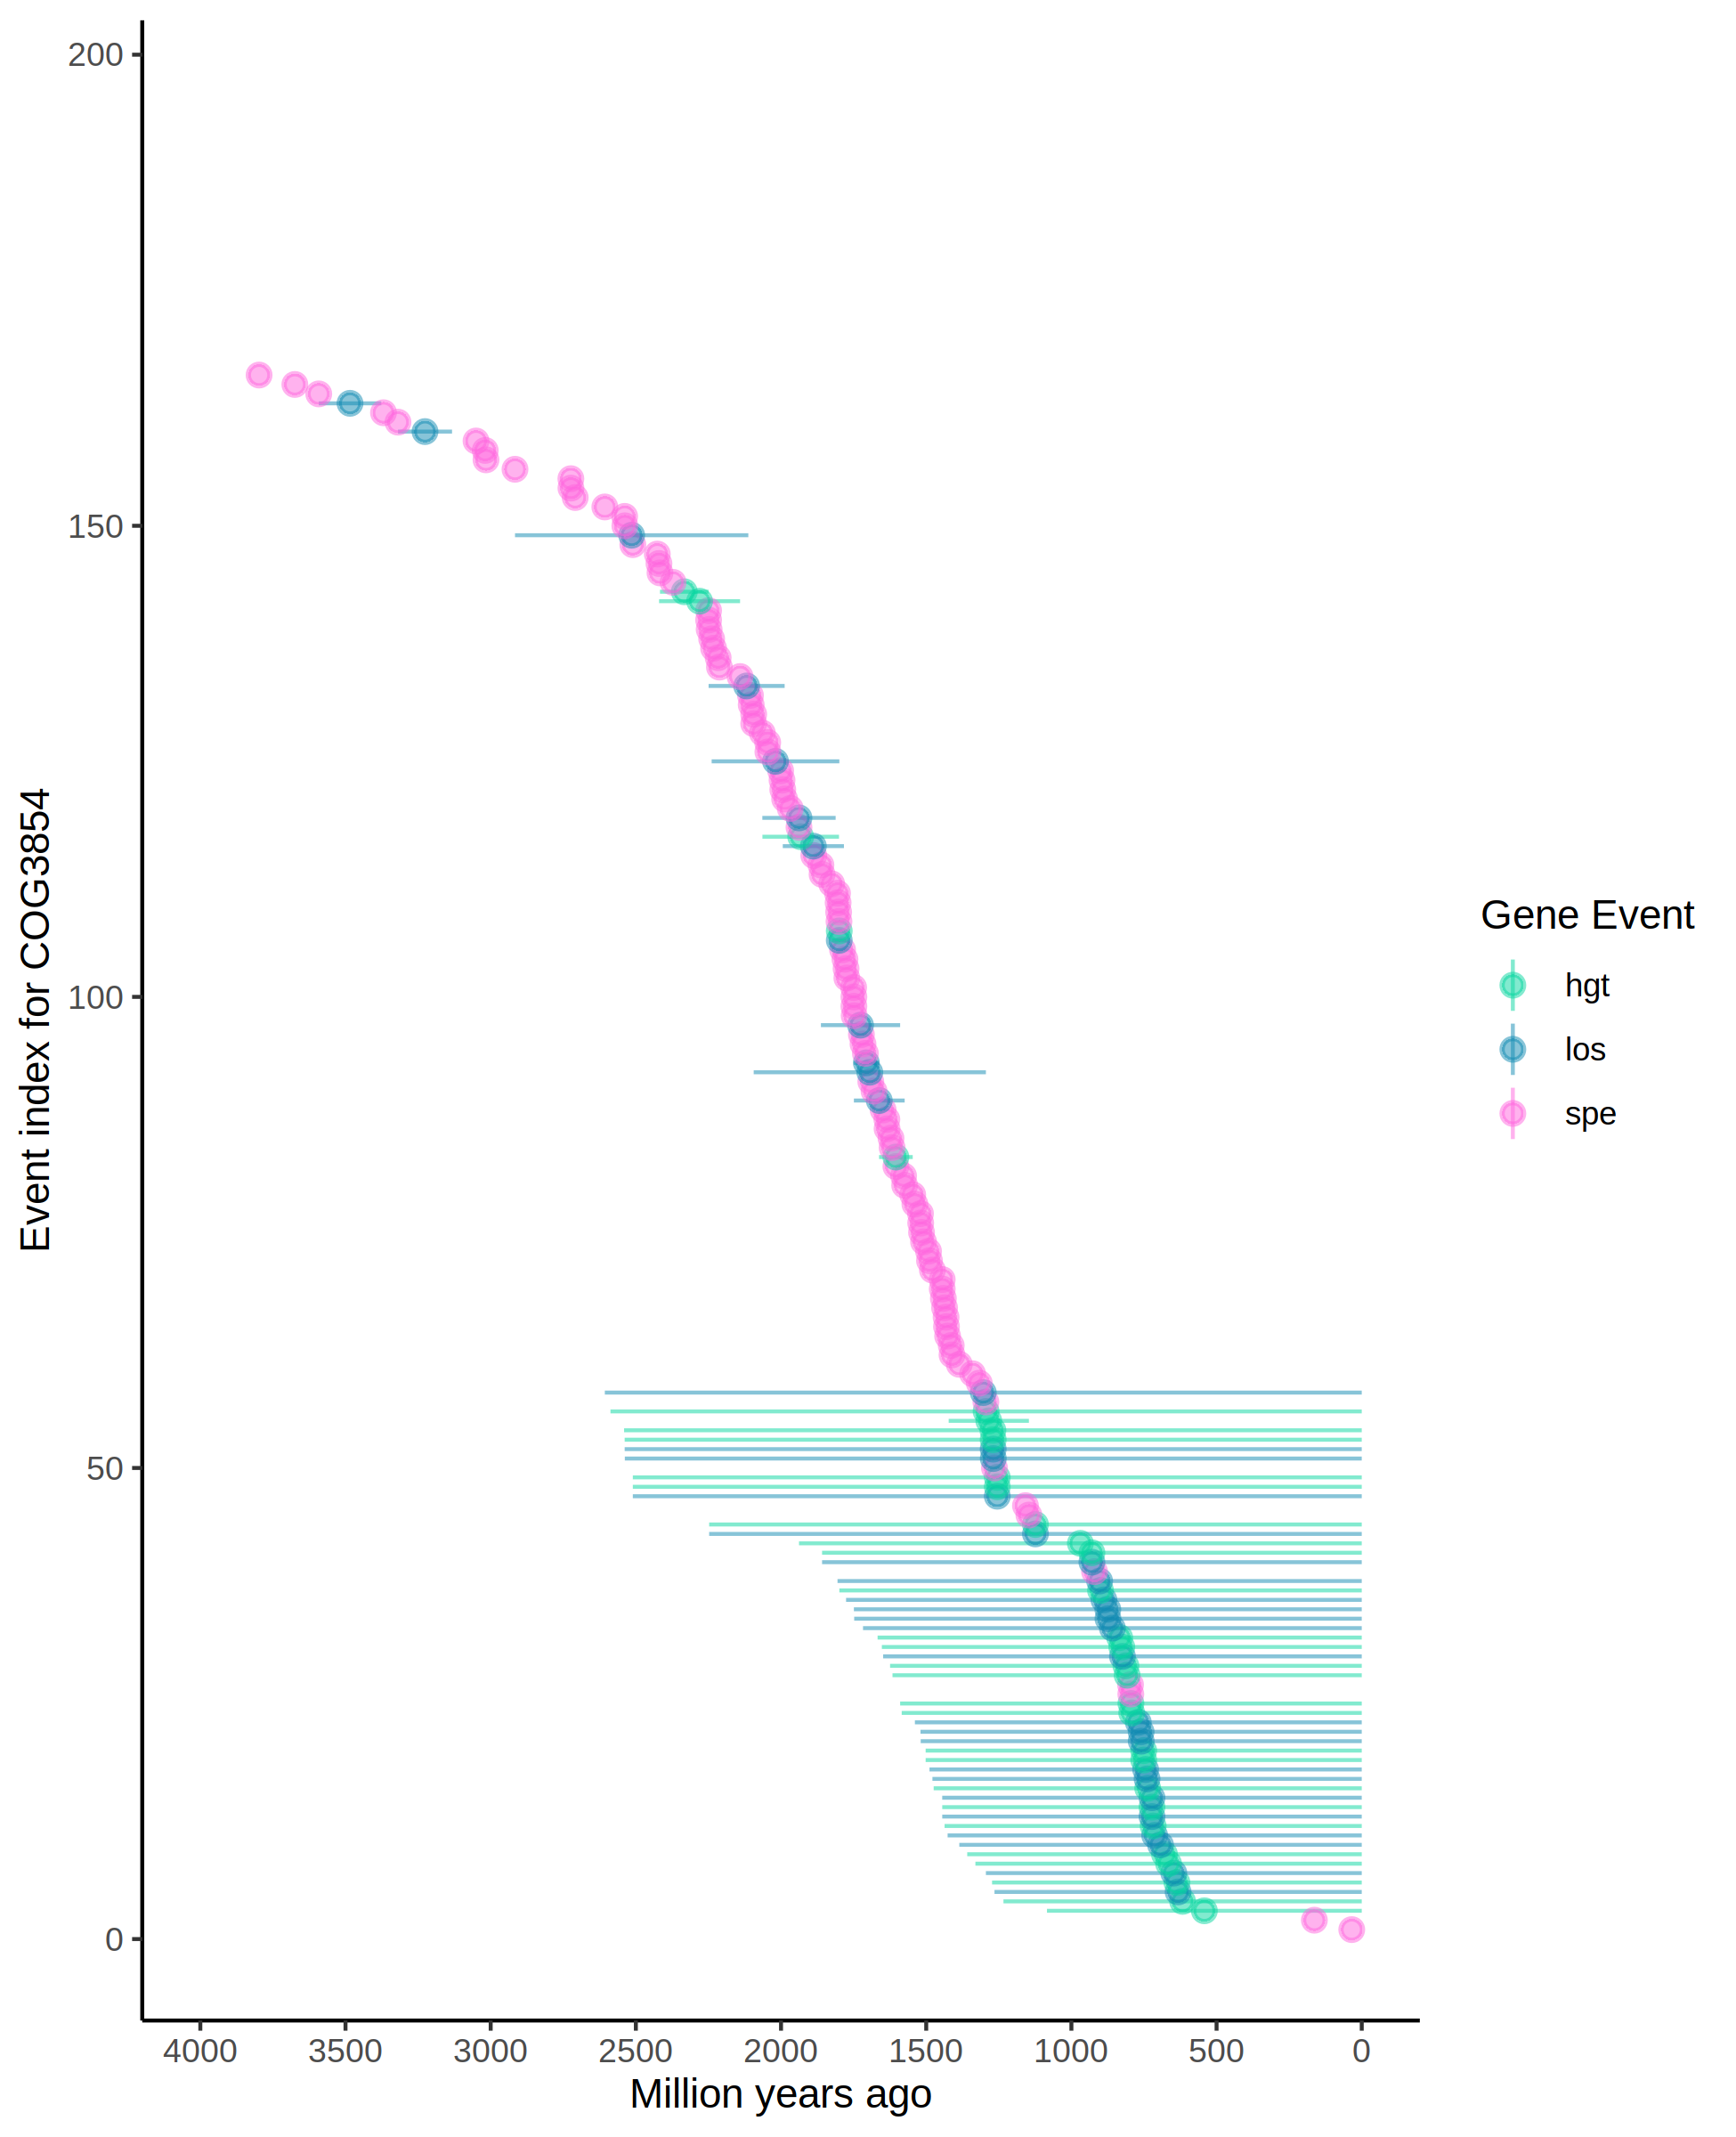 200
150
100
50
0
Event index for COG3854
4000 3500 3000 2500 2000 1500 1000 500 0
Million years ago
Gene Event
hgt
los
spe